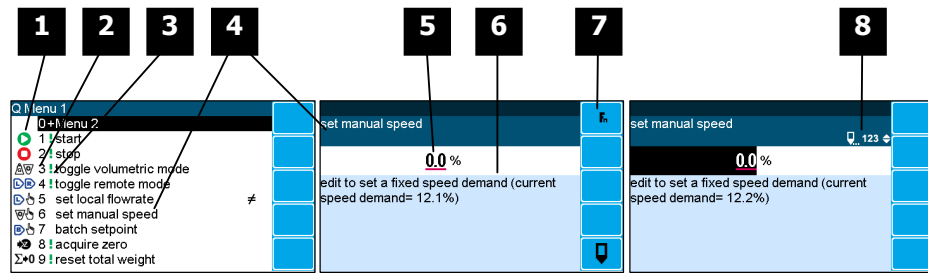 1 2 3 4 5 6 7 8
Q Menu 1
0+Menu 2
1 ! start
2 ! stop
3 ! toggle volumetric mode
4 ! toggle remote mode
5 set local flowrate ≠
6 set manual speed
7 batch setpoint
8 ! acquire zero
Σ→0 9 ! reset total weight
Fn
set manual speed
0.0 %
edit to set a fixed speed demand (current
speed demand= 12.1%)
set manual speed
... 123
0.0 %
edit to set a fixed speed demand (current
speed demand= 12.2%)